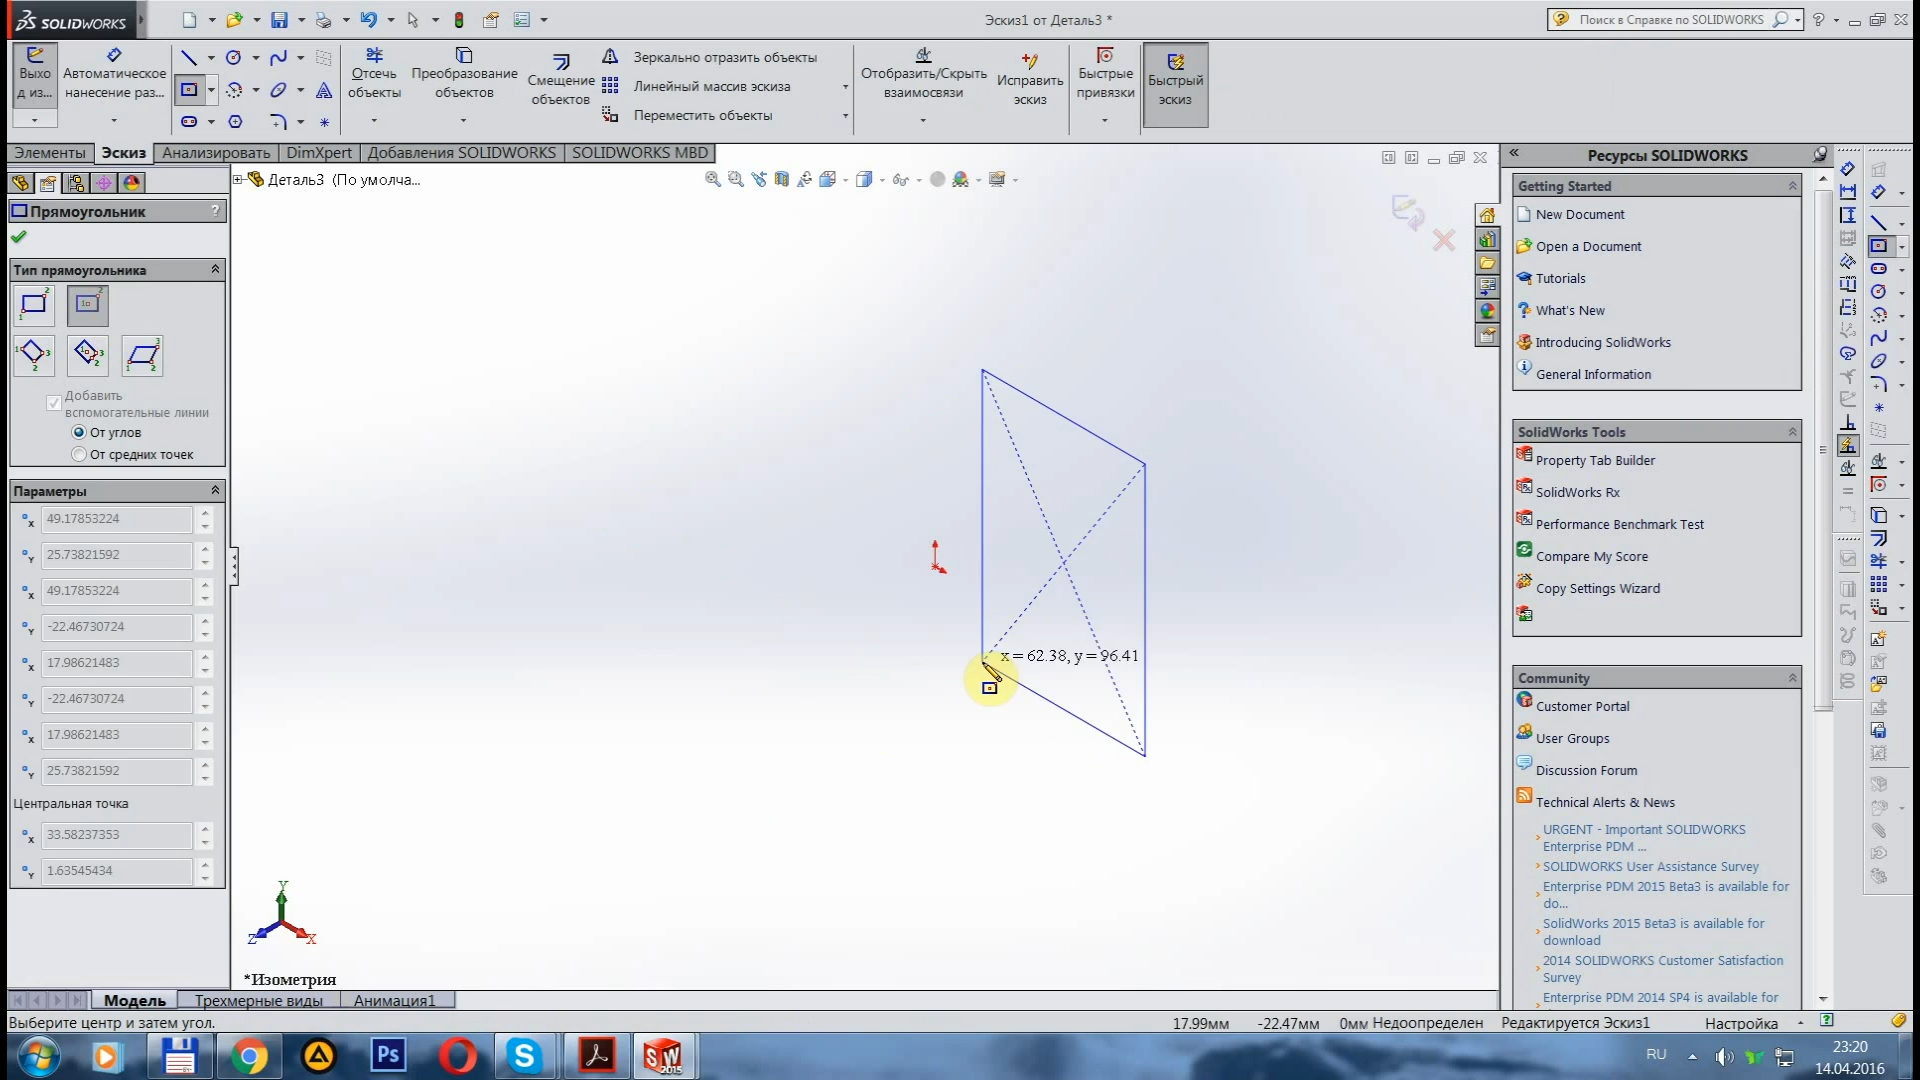 SOLIDWORKS
Эскиз1 от Деталь3 *
Поиск в Справке по SOLIDWORKS
Выхо
д из...
Автоматическое
нанесение раз...
Отсечь
объекты
Преобразование
объектов
Смещение
объектов
Зеркально отразить объекты
Линейный массив эскиза
Переместить объекты
Отобразить/Скрыть
взаимосвязи
Исправить
эскиз
Быстрые
привязки
Быстрый
эскиз
Элементы
Эскиз
Анализировать
DimXpert
Добавления SOLIDWORKS
SOLIDWORKS MBD
Деталь3 (По умолча...
Прямоугольник
?
Тип прямоугольника
Добавить
вспомогательные линии
От углов
От средних точек
Параметры
49.17853224
25.73821592
49.17853224
-22.46730724
17.98621483
-22.46730724
17.98621483
25.73821592
Центральная точка
33.58237353
1.63545434
x = 62.38, y = 96.41
Y
Z
X
*Изометрия
Модель
Трехмерные виды
Анимация1
Ресурсы SOLIDWORKS
Getting Started
New Document
Open a Document
Tutorials
What's New
Introducing SolidWorks
General Information
SolidWorks Tools
Property Tab Builder
SolidWorks Rx
Performance Benchmark Test
Compare My Score
Copy Settings Wizard
Community
Customer Portal
User Groups
Discussion Forum
Technical Alerts & News
URGENT - Important SOLIDWORKS
Enterprise PDM ...
SOLIDWORKS User Assistance Survey
Enterprise PDM 2015 Beta3 is available for
do...
SolidWorks 2015 Beta3 is available for
download
2014 SOLIDWORKS Customer Satisfaction
Survey
Enterprise PDM 2014 SP4 is available for
Выберите центр и затем угол.
17.99мм
-22.47мм
0мм Недоопределен
Редактируется Эскиз1
Настройка
Ps
SW
2015
RU
23:20
14.04.2016